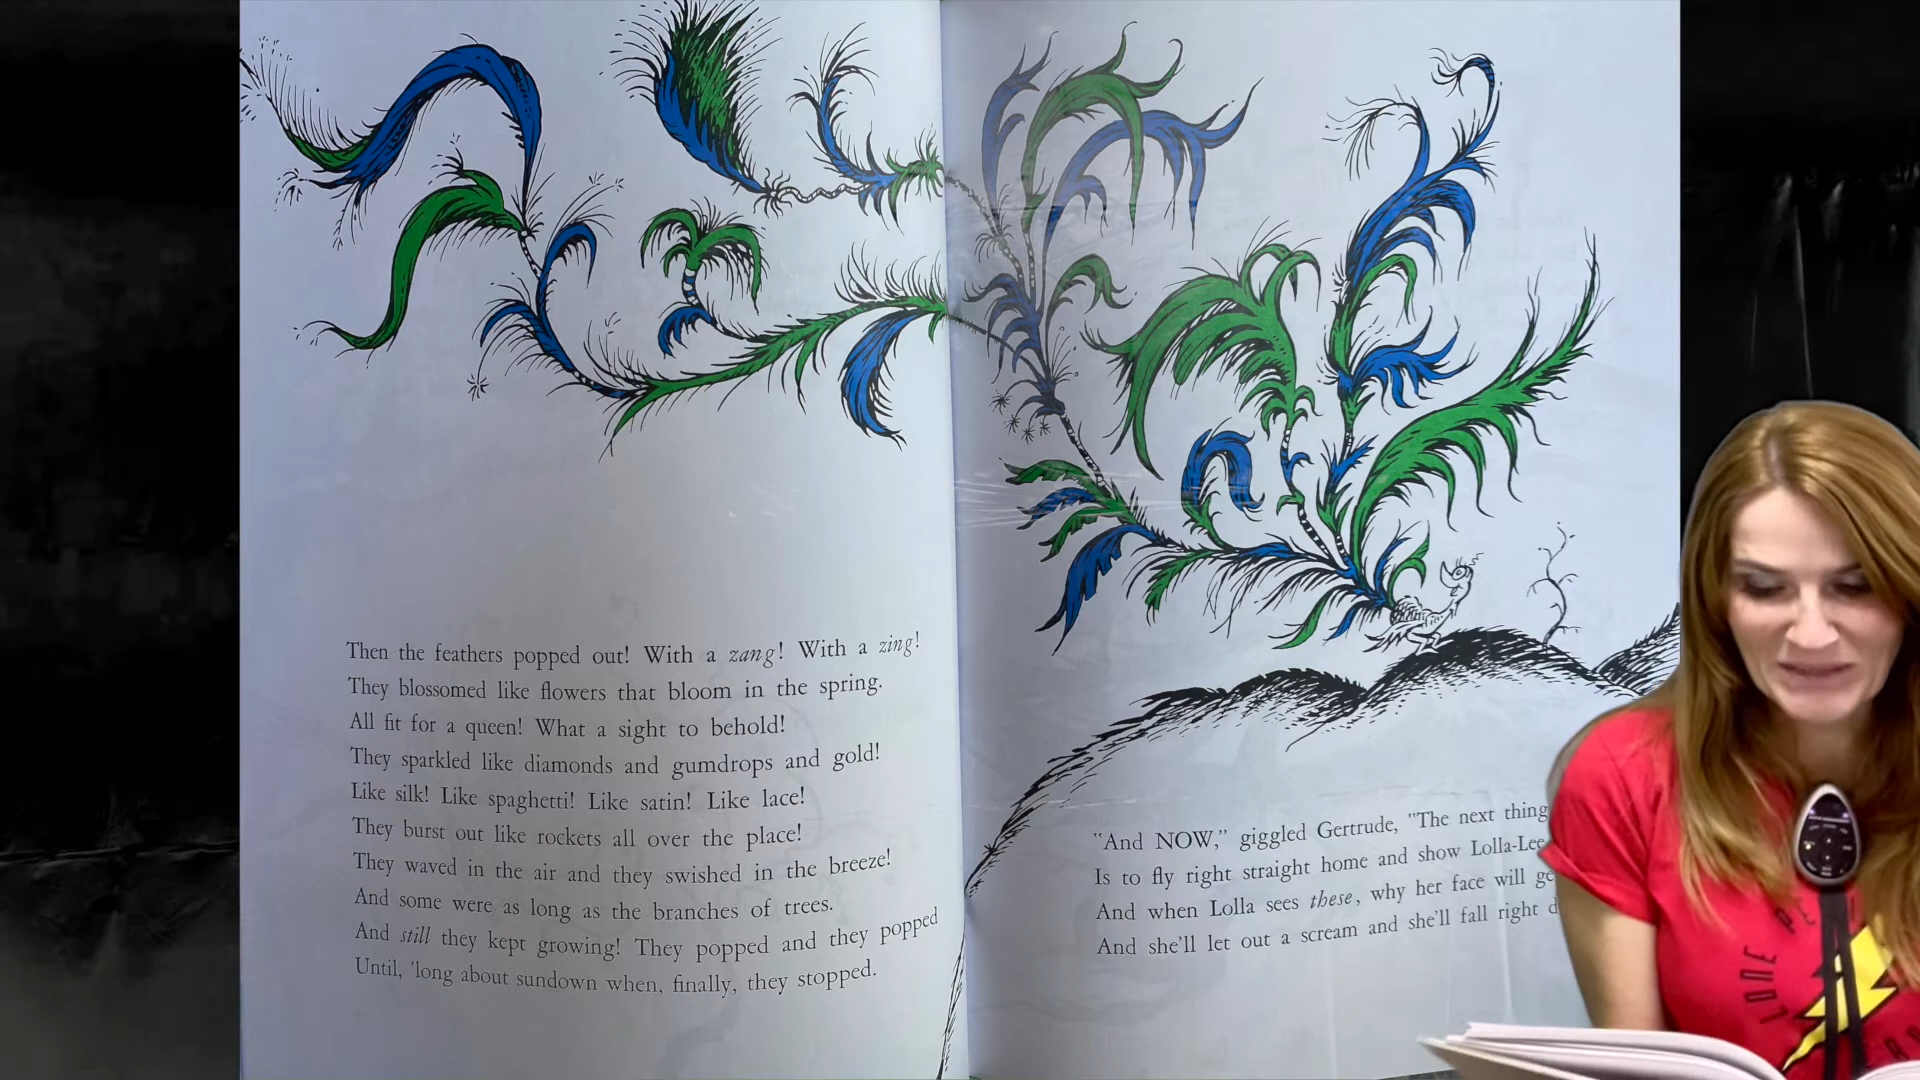 Then the feathers popped out! With a zang! With a zing!
They blossomed like flowers that bloom in the spring.
All fit for a queen! What a sight to behold!
They sparkled like diamonds and gumdrops and gold!
Like silk! Like spaghetti! Like satin! Like lace!
They burst out like rockets all over the place!
They waved in the air and they swished in the breeze!
And some were as long as the branches of trees.
And still they kept growing! They popped and they popped
Until, 'long about sundown when, finally, they stopped.
"And NOW," giggled Gertrude, "The next thing
Is to fly right straight home and show Lolla-Lee
And when Lolla sees these, why her face will
And she'll let out a scream and she'll fall right
LONE